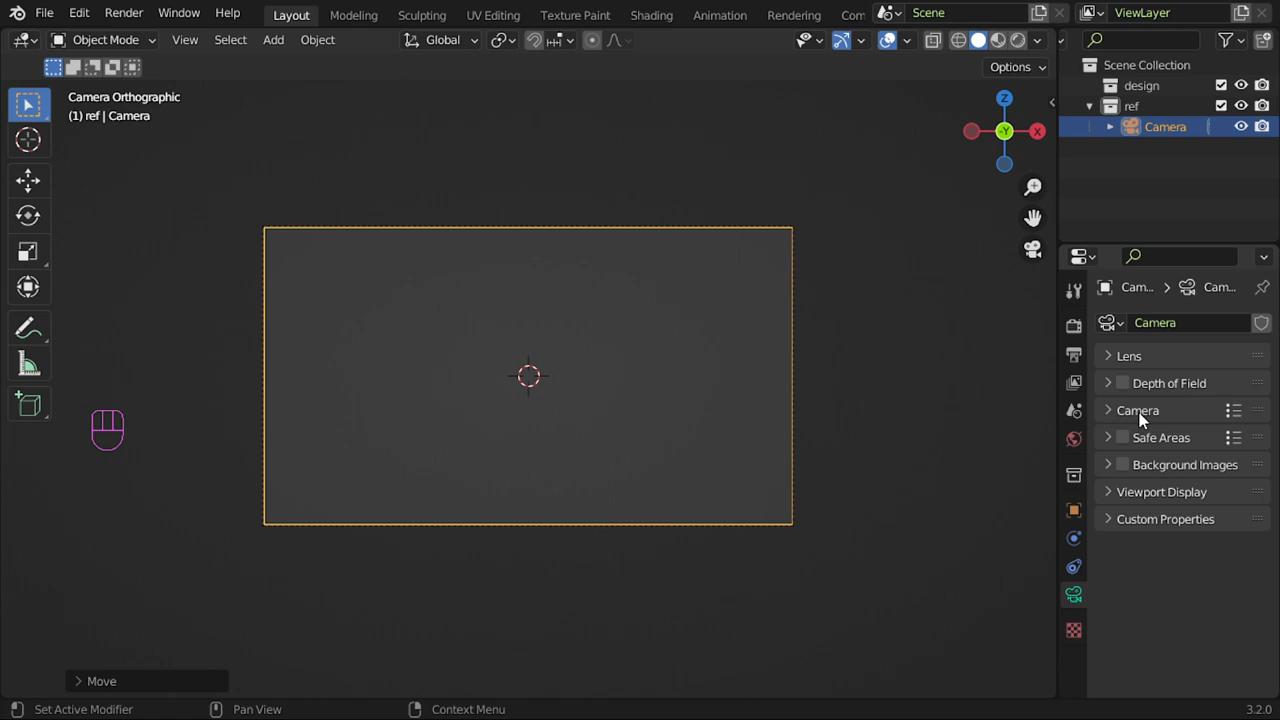 File Edit Render Window Help Layout Modeling Sculpting UV Editing Texture Paint Shading Animation Rendering Com Scene ViewLayer
Object Mode View Select Add Object Global
Options
Scene Collection
design
ref
Camera
Camera Orthographic
(1) ref | Camera
Z
-Y
X
Cam... > Cam...
Camera
Lens
Depth of Field
Camera
Safe Areas
Background Images
Viewport Display
Custom Properties
Move
Set Active Modifier Pan View Context Menu 3.2.0